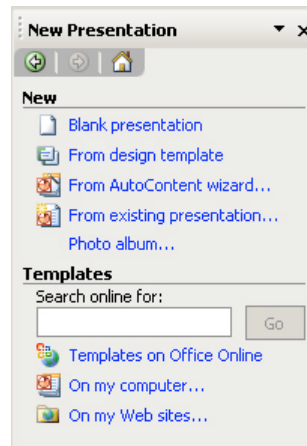 New Presentation
New
Blank presentation
From design template
From AutoContent wizard...
From existing presentation...
Photo album...
Templates
Search online for:
Go
Templates on Office Online
On my computer...
On my Web sites...